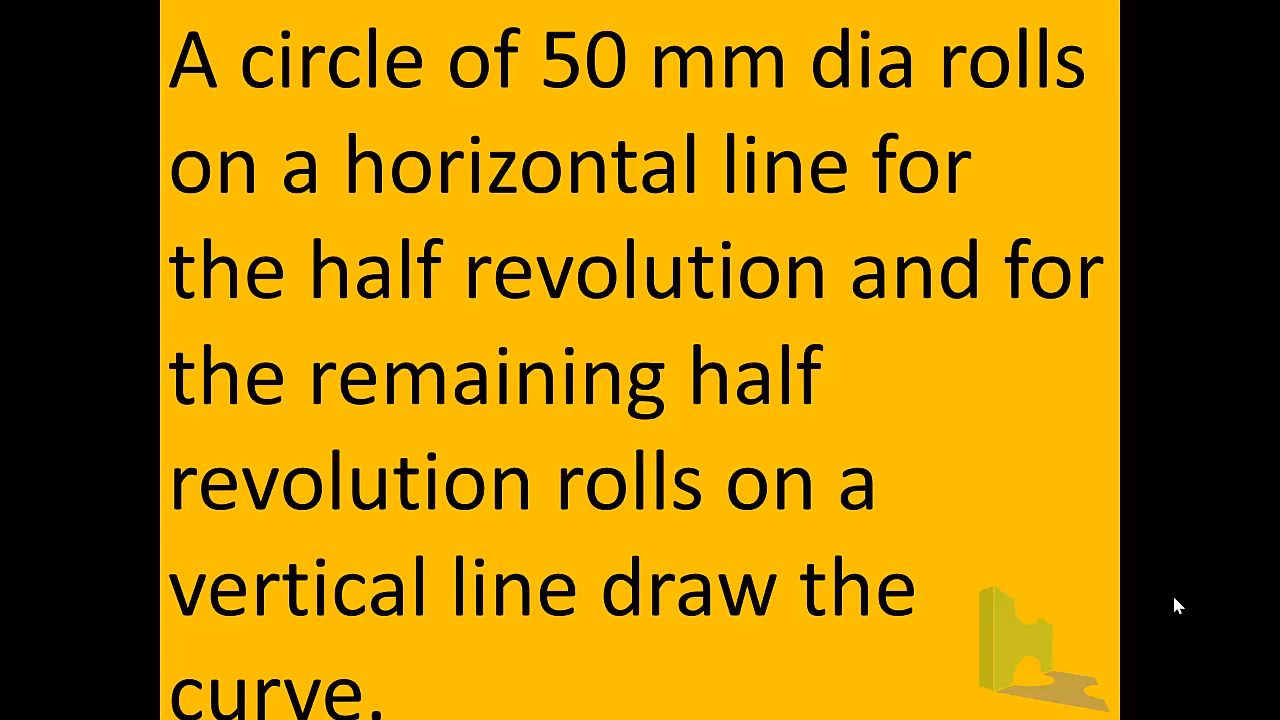 A circle of 50 mm dia rolls
on a horizontal line for
the half revolution and for
the remaining half
revolution rolls on a
vertical line draw the
curve.